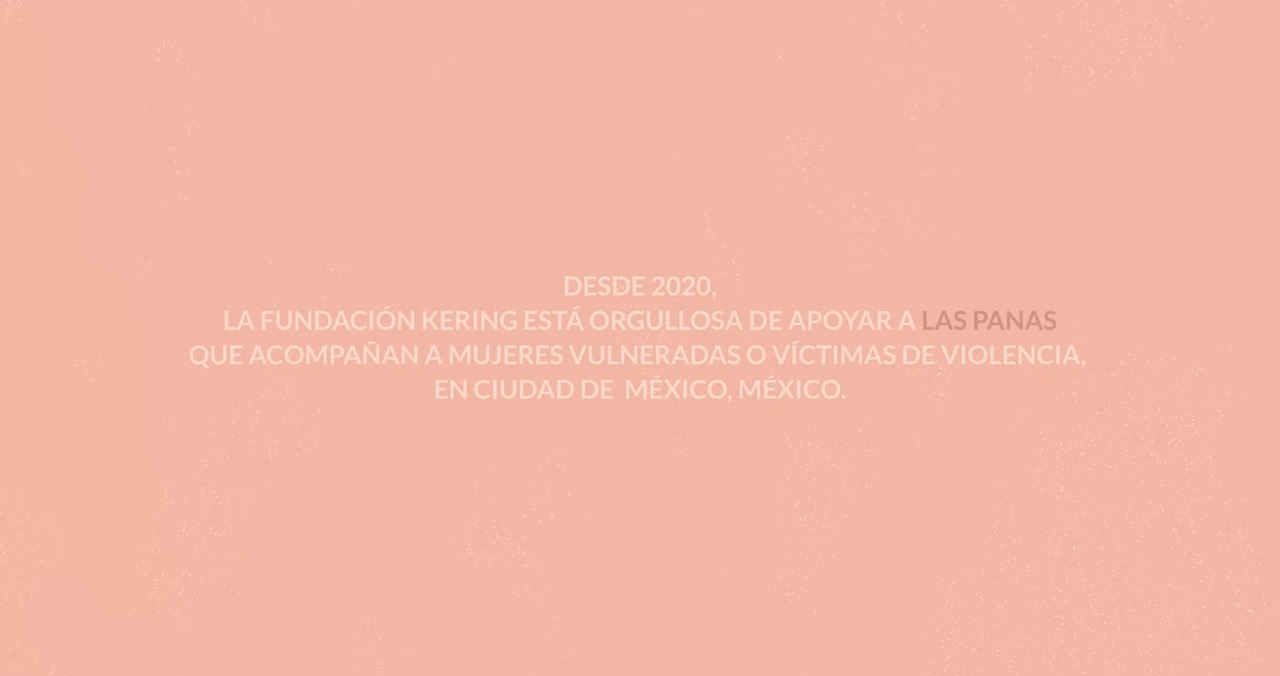 DESDE 2020,
LA FUNDACIÓN KERING ESTÁ ORGULLOSA DE APOYAR A LAS PANAS
QUE ACOMPAÑAN A MUJERES VULNERADAS O VÍCTIMAS DE VIOLENCIA,
EN CIUDAD DE MÉXICO, MÉXICO.